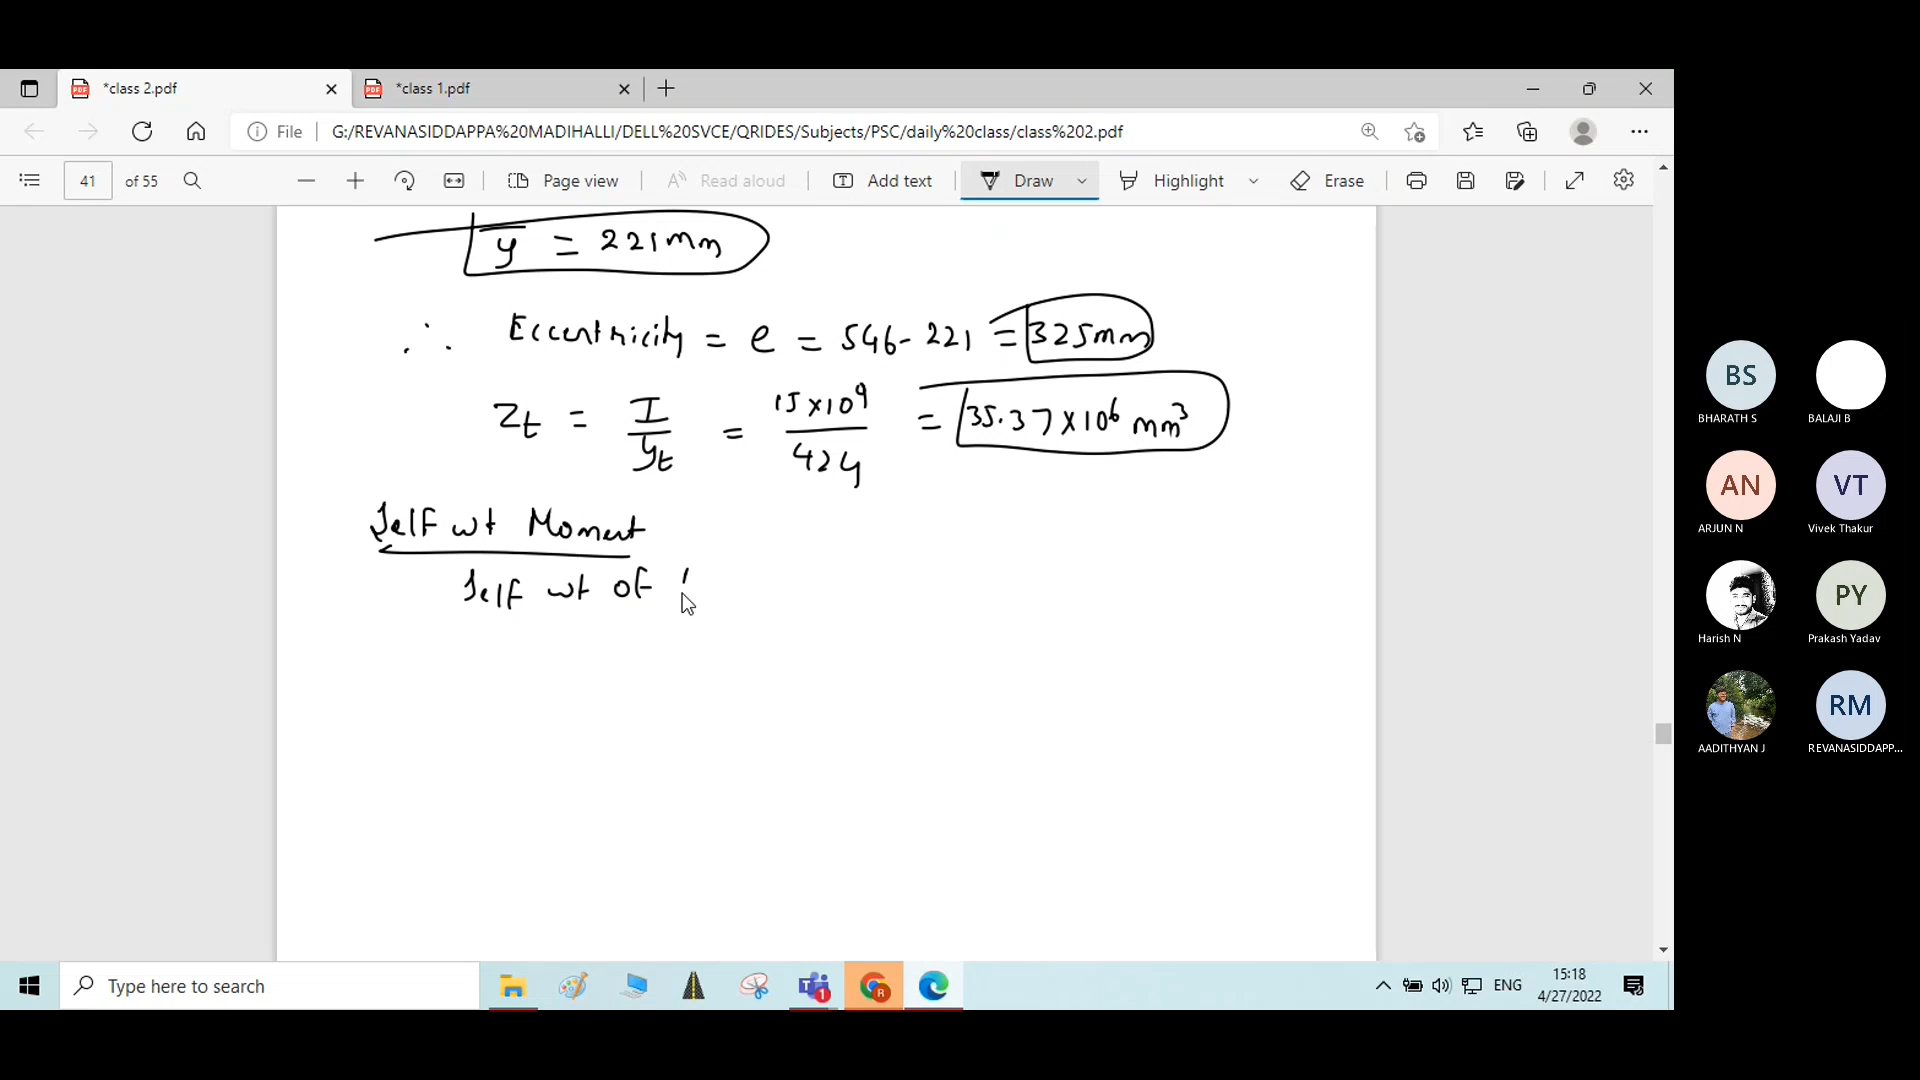 *class 2.pdf
*class 1.pdf
File
G:/REVANASIDDAPPA%20MADIHALLI/DELL%20SVCE/QRIDES/Subjects/PSC/daily%20class/class%202.pdf
41 of 55
Page view
Read aloud
Add text
Draw
Highlight
Erase
y̅ = 221mm
∴ Eccentricity = e = 546-221 = 325mm
Zt = I/yt = 15x10⁹/424 = 35.37x10⁶ mm³
Self wt Moment
Self wt of
BS
BHARATH S
BALAJI B
AN
ARJUN N
VT
Vivek Thakur
Harish N
PY
Prakash Yadav
AADITHYAN J
RM
REVANASIDDAPP...
Type here to search
1
R
ENG
15:18
4/27/2022